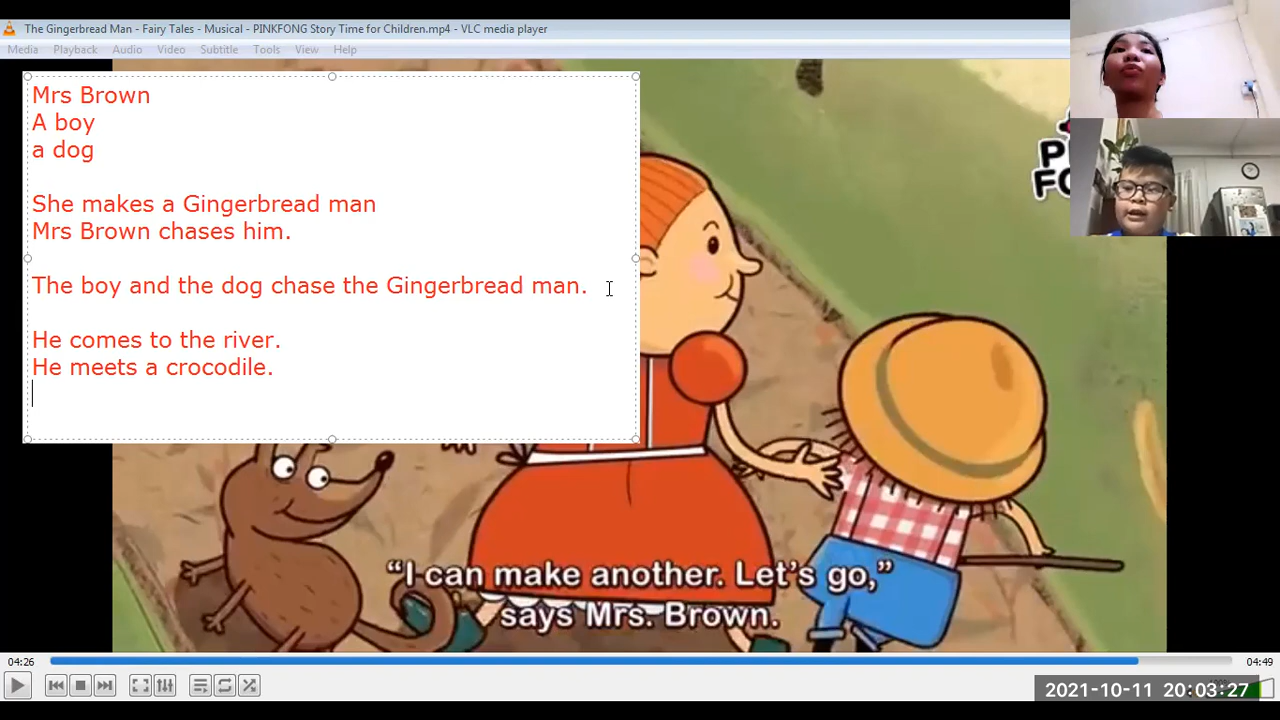 The Gingerbread Man - Fairy Tales - Musical - PINKFONG Story Time for Children.mp4 - VLC media player
Media Playback Audio Video Subtitle Tools View Help
Mrs Brown
A boy
a dog
She makes a Gingerbread man
Mrs Brown chases him.
The boy and the dog chase the Gingerbread man.
He comes to the river.
He meets a crocodile.
“I can make another. Let’s go,”
says Mrs. Brown.
04:26
04:49
2021-10-11 20:03:27